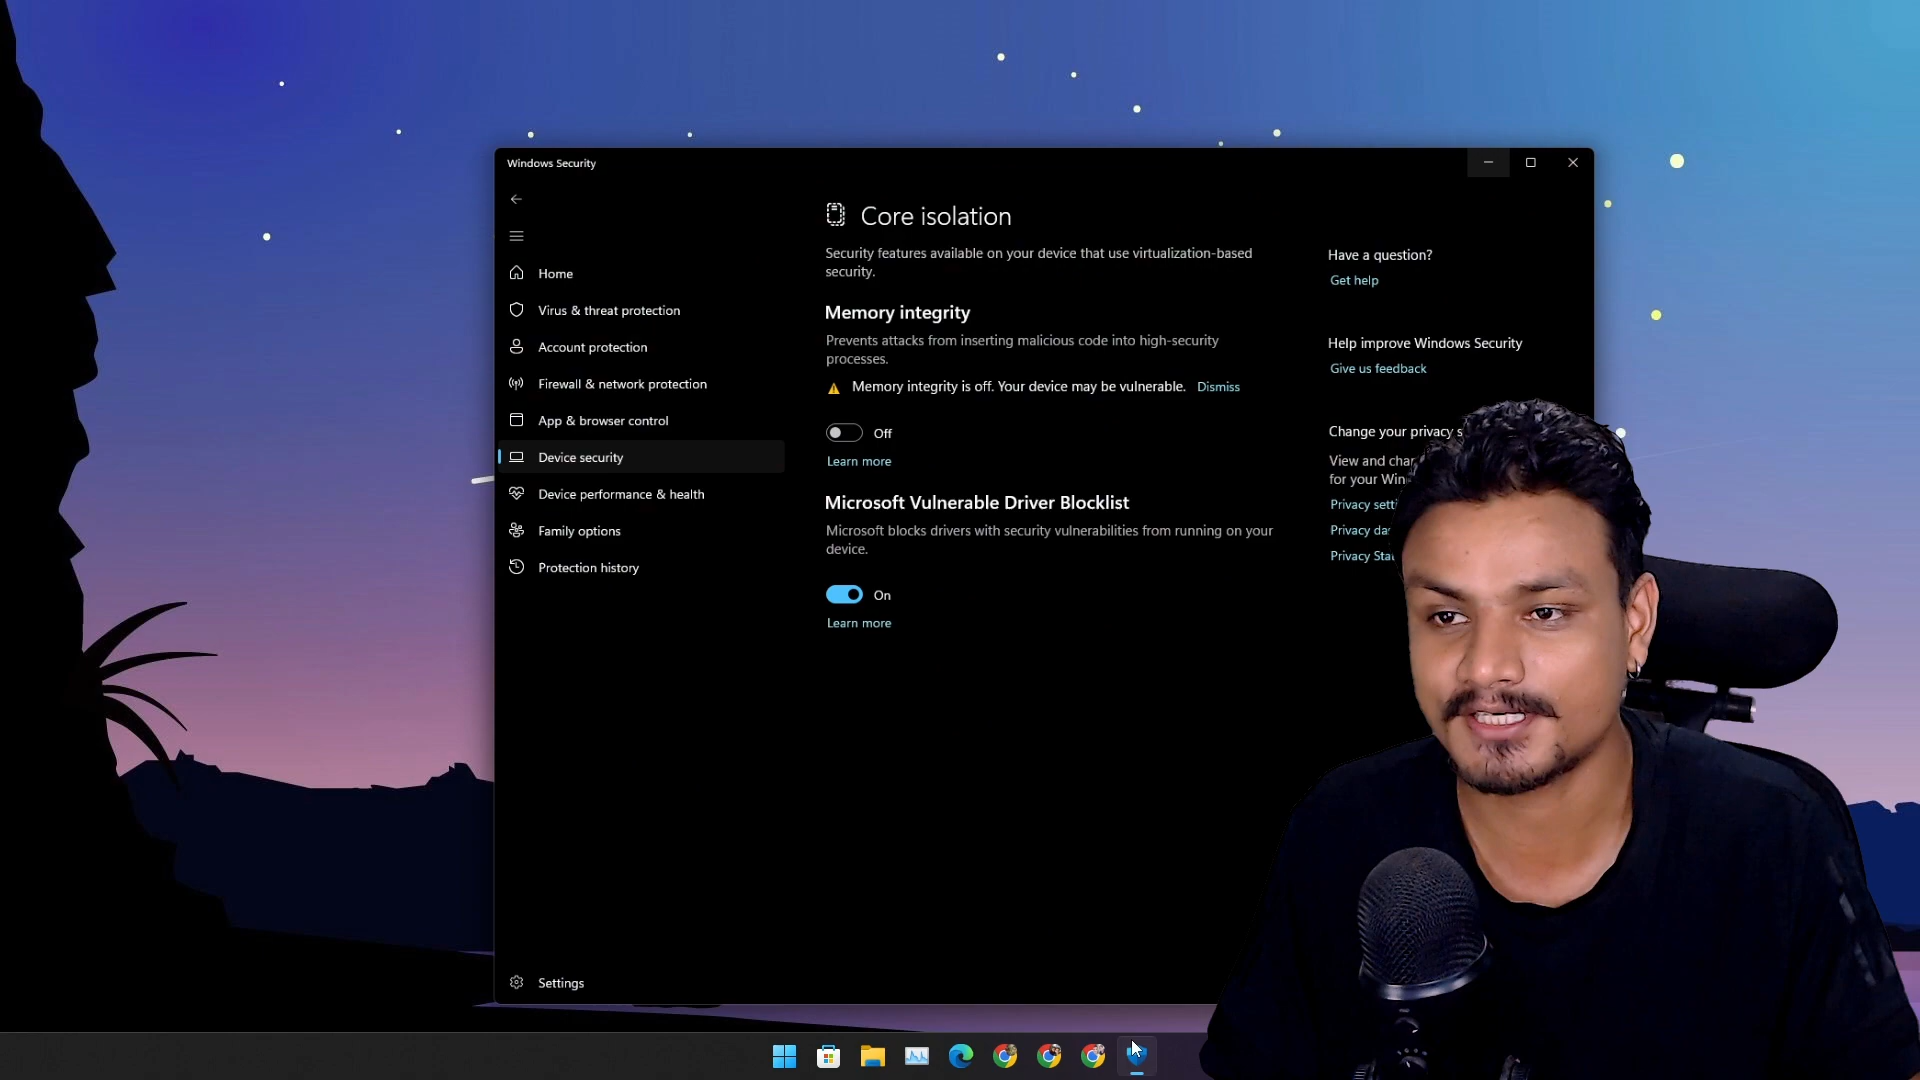 Windows Security
Core isolation
Security features available on your device that use virtualization-based
security.
Have a question?
Get help
Home
Virus & threat protection
Account protection
Firewall & network protection
App & browser control
Device security
Device performance & health
Family options
Protection history
Settings
Memory integrity
Prevents attacks from inserting malicious code into high-security
processes.
Memory integrity is off. Your device may be vulnerable. Dismiss
Off
Learn more
Microsoft Vulnerable Driver Blocklist
Microsoft blocks drivers with security vulnerabilities from running on your
device.
On
Learn more
Help improve Windows Security
Give us feedback
Change your privacy
View and
for your
Privacy
Privacy
Privacy